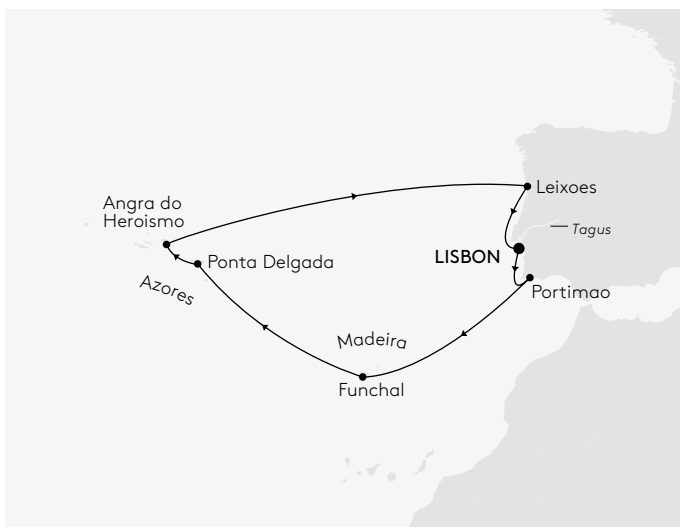 Leixoes
Angra do
Heroismo
Tagus
LISBON
Ponta Delgada
Azores
Portimao
Madeira
Funchal